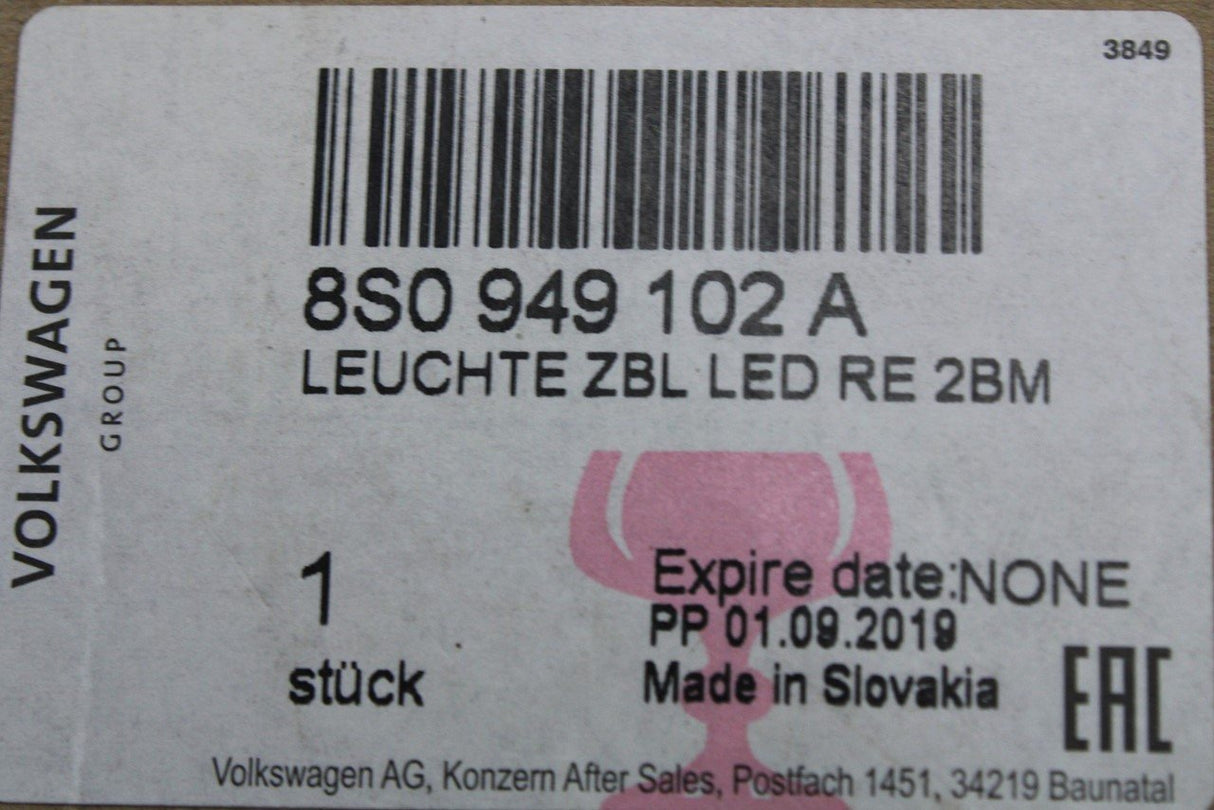 3849
VOLKSWAGEN
GROUP
8S0 949 102 A
LEUCHTE ZBL LED RE 2BM
1
stück
Expire date:NONE
PP 01.09.2019
Made in Slovakia
EAC
Volkswagen AG, Konzern After Sales, Postfach 1451, 34219 Baunatal